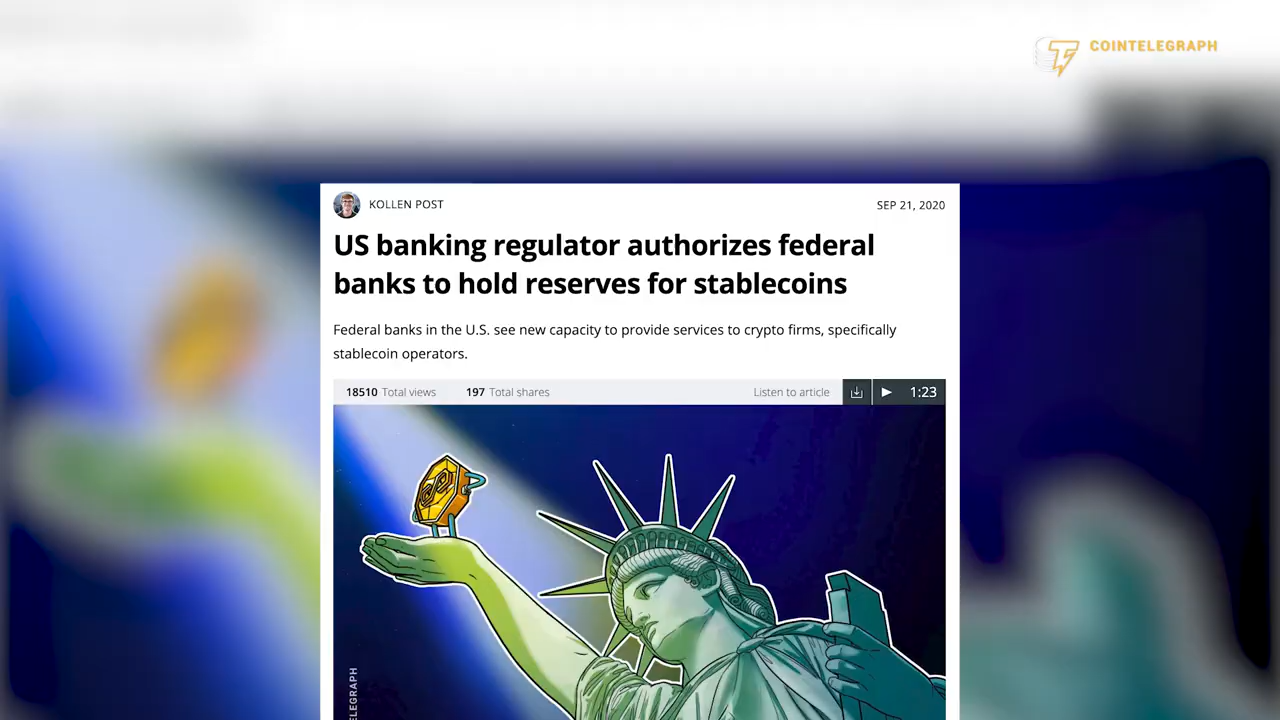 COINTELEGRAPH
KOLLEN POST
SEP 21, 2020
US banking regulator authorizes federal
banks to hold reserves for stablecoins
Federal banks in the U.S. see new capacity to provide services to crypto firms, specifically
stablecoin operators.
18510 Total views 197 Total shares Listen to article 1:23
ELEGRAPH